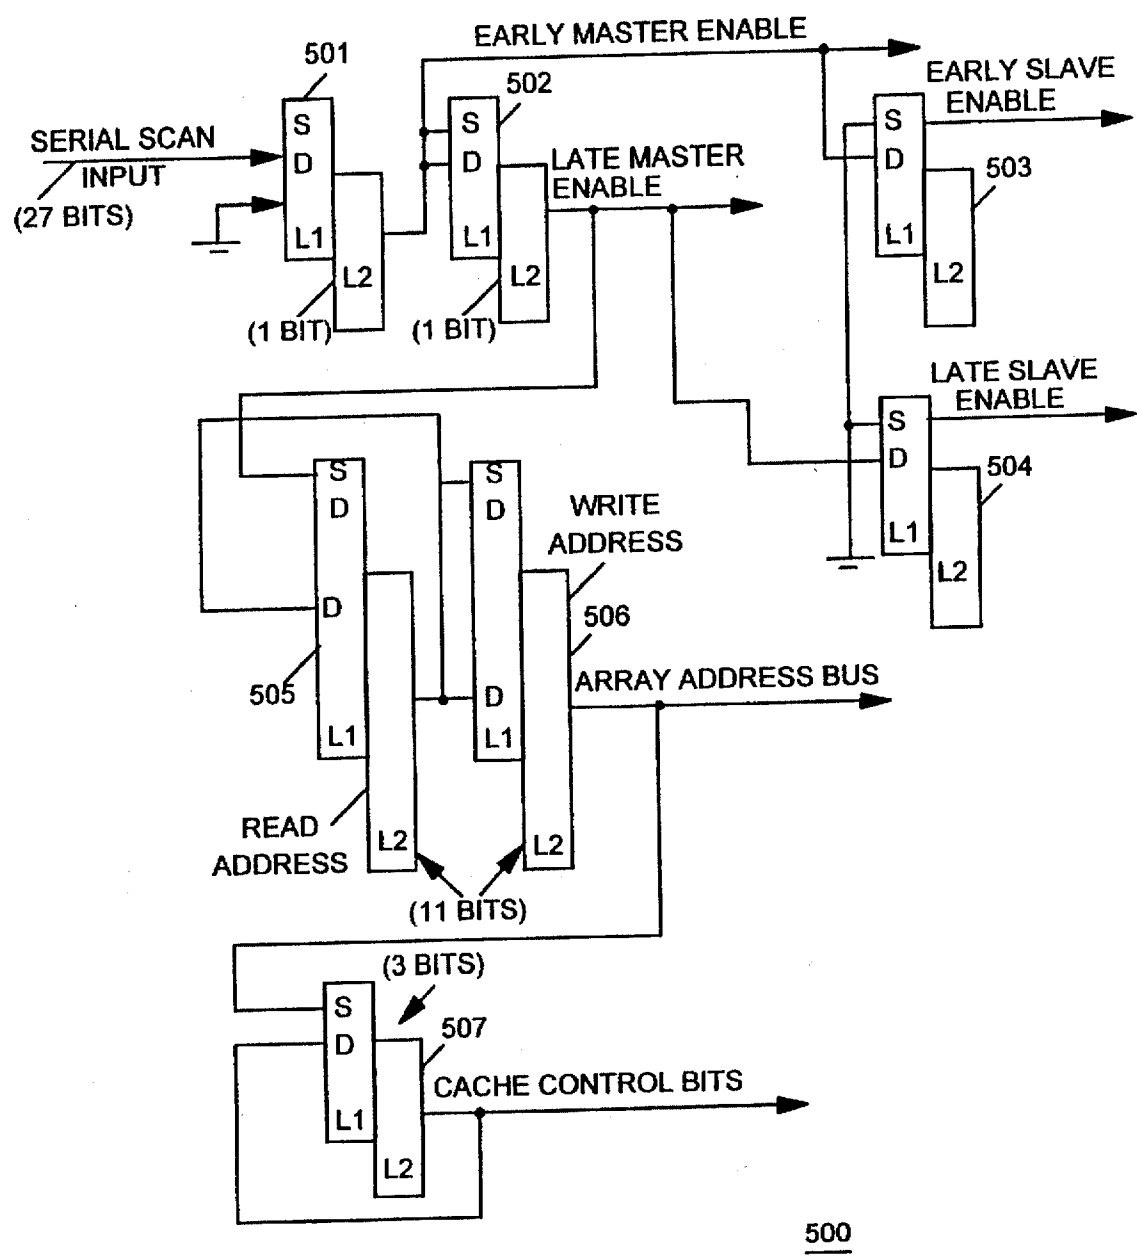 EARLY MASTER ENABLE
501
502
EARLY SLAVE
ENABLE
S
D
L1
L2
SERIAL SCAN
INPUT
(27 BITS)
(1 BIT)
S
D
L1
L2
(1 BIT)
LATE MASTER
ENABLE
S
D
L1
L2
503
LATE SLAVE
ENABLE
S
D
L1
L2
504
S
D
D
505
L1
L2
READ
ADDRESS
S
D
D
L1
L2
WRITE
ADDRESS
506
ARRAY ADDRESS BUS
(11 BITS)
(3 BITS)
S
D
L1
L2
507
CACHE CONTROL BITS
500